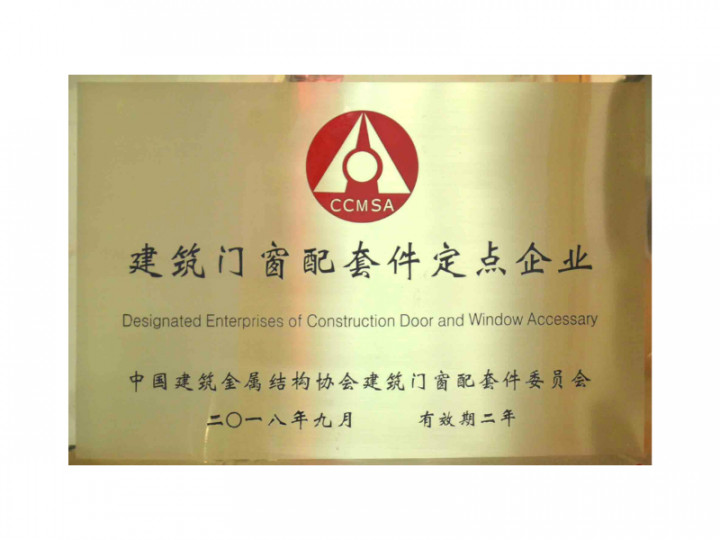 CCMSA
建筑门窗配套件定点企业
Designated Enterprises of Construction Door and Window Accessary
中国建筑金属结构协会建筑门窗配套件委员会
二〇一八年九月 有效期二年